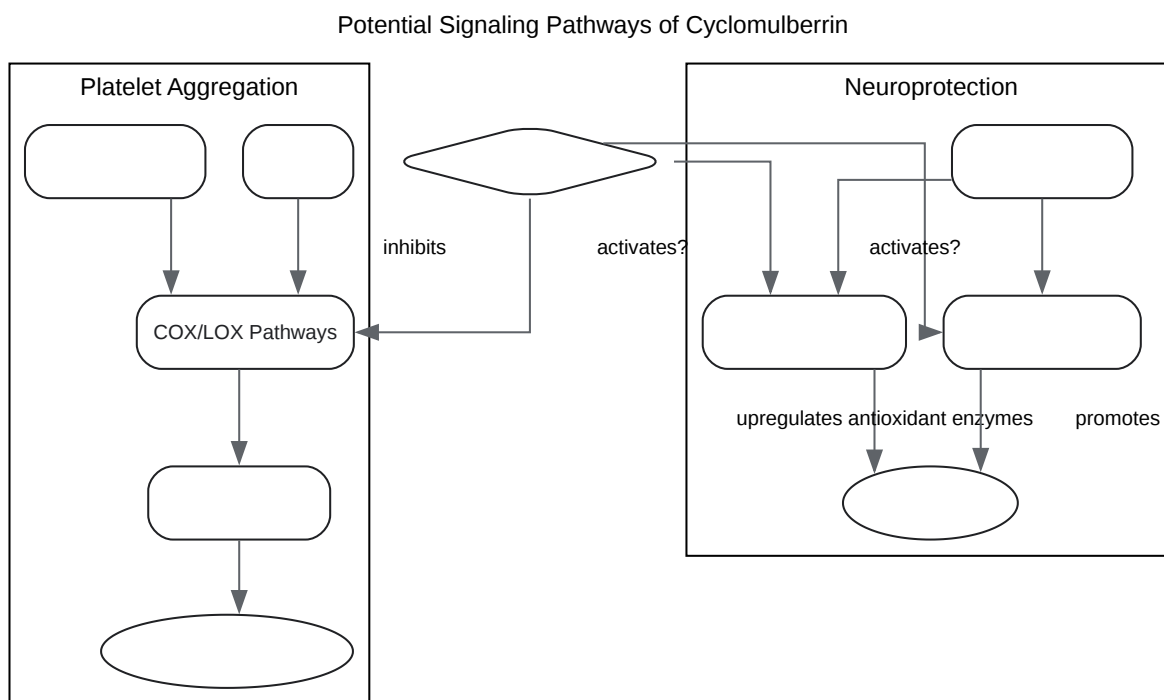 Potential Signaling Pathways of Cyclomulberrin
Platelet Aggregation
Neuroprotection
inhibits
activates?
activates?
COX/LOX Pathways
upregulates antioxidant enzymes
promotes